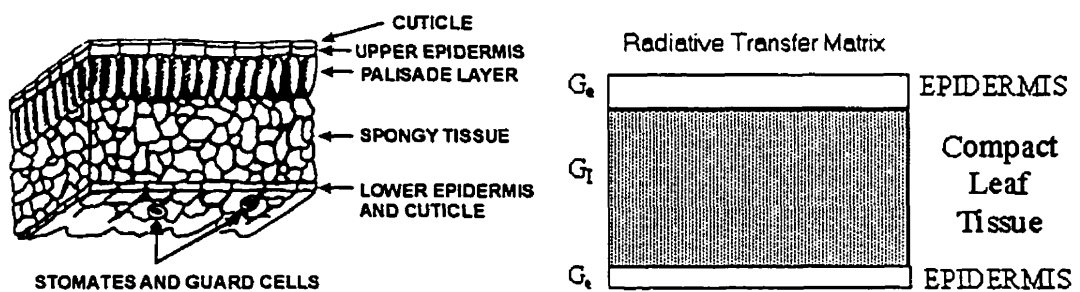 CUTICLE
UPPER EPIDERMIS
PALISADE LAYER
SPONGY TISSUE
LOWER EPIDERMIS
AND CUTICLE
STOMATES AND GUARD CELLS
Radiative Transfer Matrix
Ge EPIDERMIS
GI Compact
Leaf
Tissue
Ge EPIDERMIS